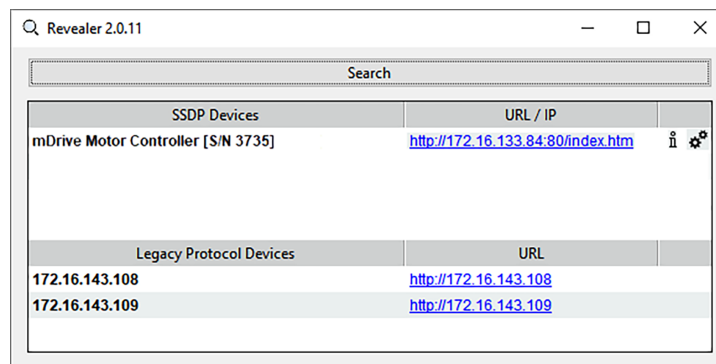 Revealer 2.0.11
Search
SSDP Devices URL / IP
mDrive Motor Controller [S/N 3735] http://172.16.133.84:80/index.htm
Legacy Protocol Devices URL
172.16.143.108 http://172.16.143.108
172.16.143.109 http://172.16.143.109